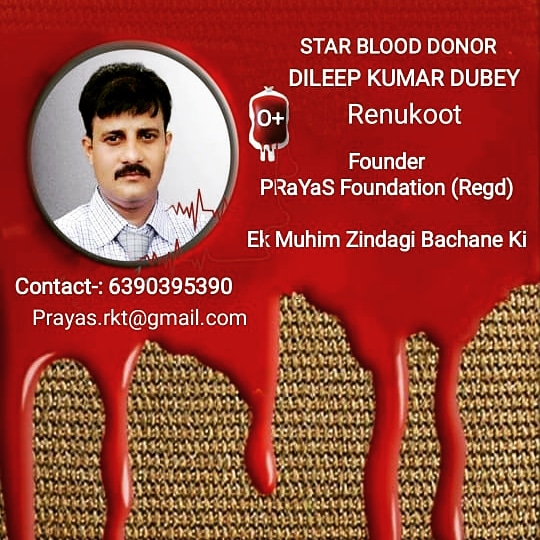 STAR BLOOD DONOR
DILEEP KUMAR DUBEY
O+
Renukoot
Founder
PRaYaS Foundation (Regd)
Ek Muhim Zindagi Bachane Ki
Contact-: 6390395390
Prayas.rkt@gmail.com